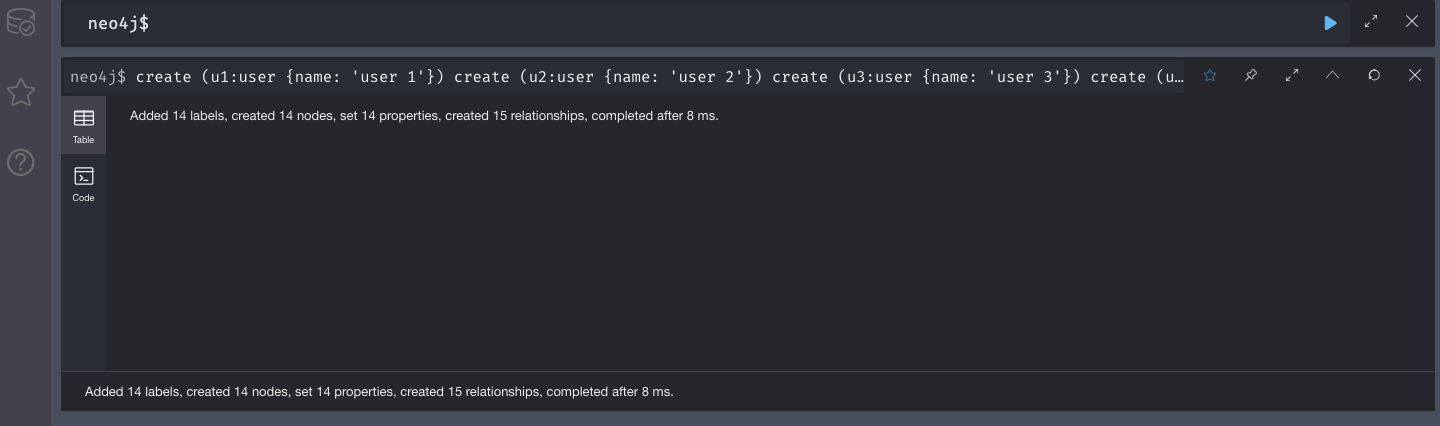 neo4j$
neo4j$ create (u1:user {name: 'user 1'}) create (u2:user {name: 'user 2'}) create (u3:user {name: 'user 3'}) create (u…
Added 14 labels, created 14 nodes, set 14 properties, created 15 relationships, completed after 8 ms.
Table
Code
Added 14 labels, created 14 nodes, set 14 properties, created 15 relationships, completed after 8 ms.